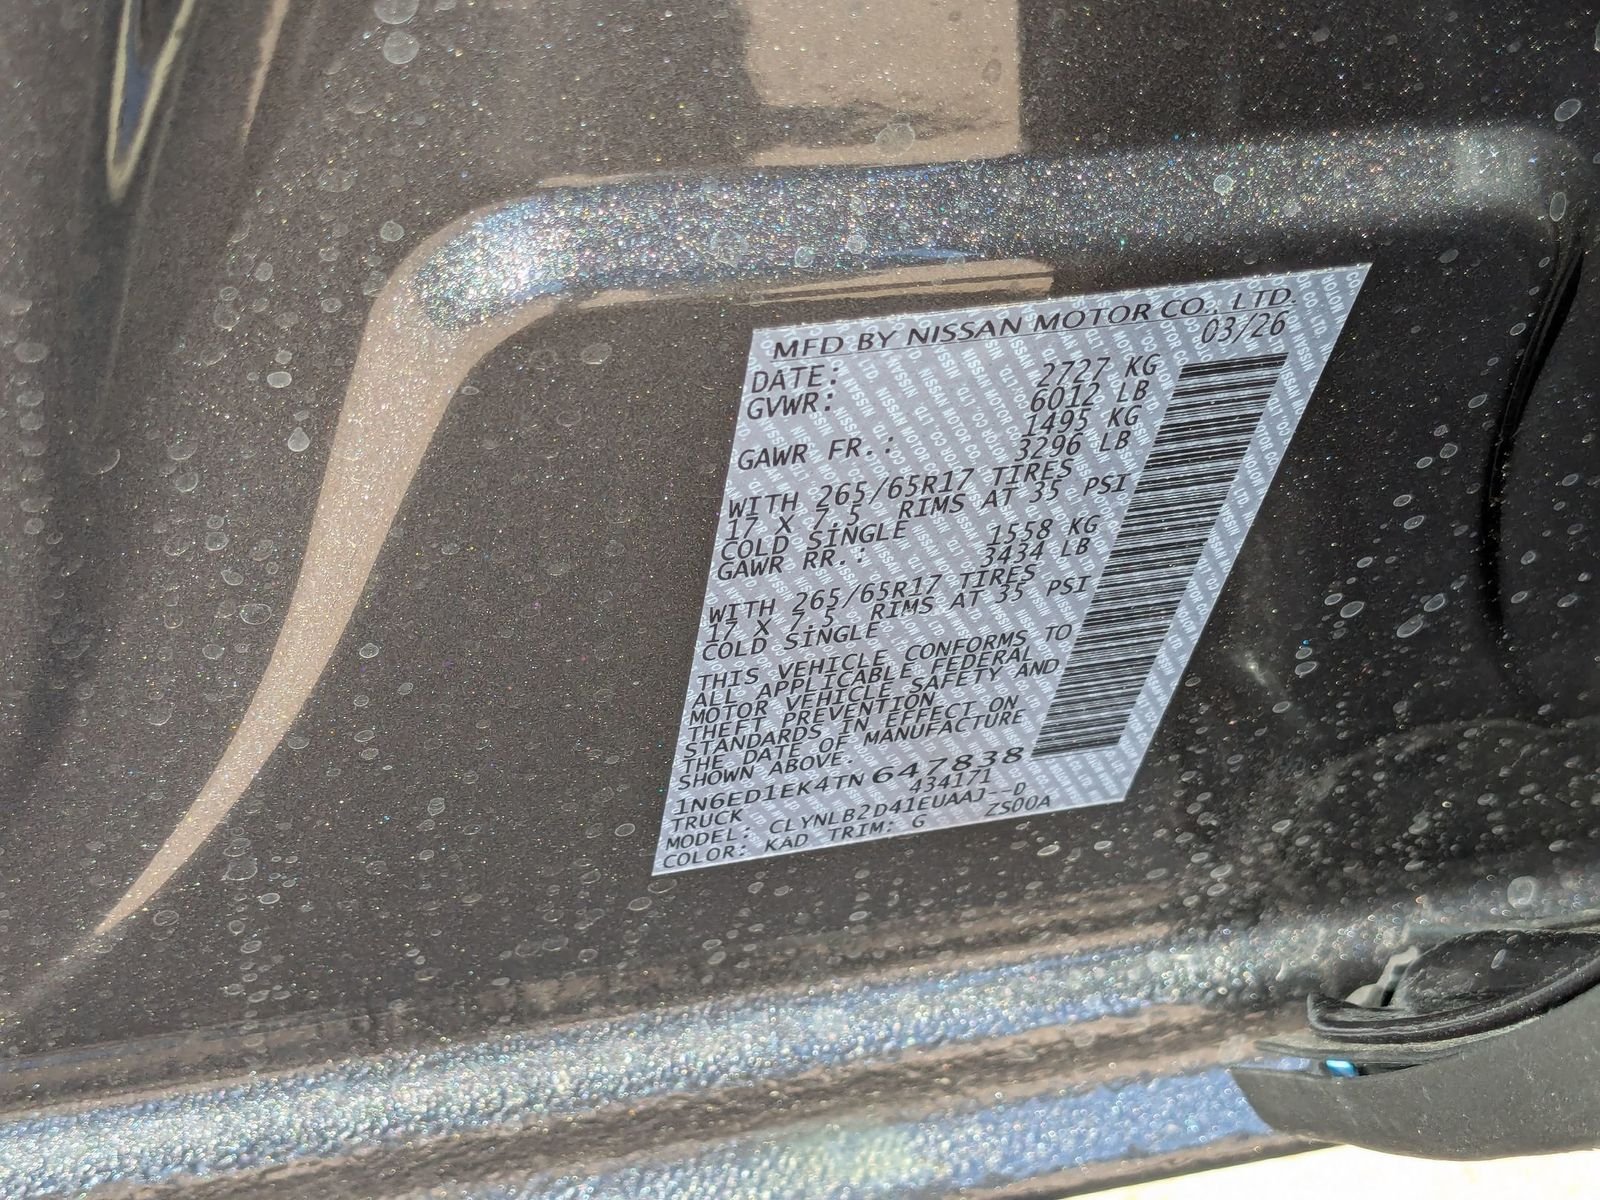 MFD BY NISSAN MOTOR CO., LTD.
DATE: 03/26
GVWR: 2727 KG
6012 LB
GAWR FR.: 1495 KG
3296 LB
WITH 265/65R17 TIRES
17 X 7.5 RIMS AT 35 PSI
COLD SINGLE
GAWR RR.: 1558 KG
3434 LB
WITH 265/65R17 TIRES
17 X 7.5 RIMS AT 35 PSI
COLD SINGLE
THIS VEHICLE CONFORMS TO
ALL APPLICABLE FEDERAL
MOTOR VEHICLE SAFETY AND
THEFT PREVENTION
STANDARDS IN EFFECT ON
THE DATE OF MANUFACTURE
SHOWN ABOVE.
1N6ED1EK4TN647838
TRUCK 434171
MODEL: CLYNLB2D41EUAAJ--D
COLOR: KAD TRIM: G ZS00A